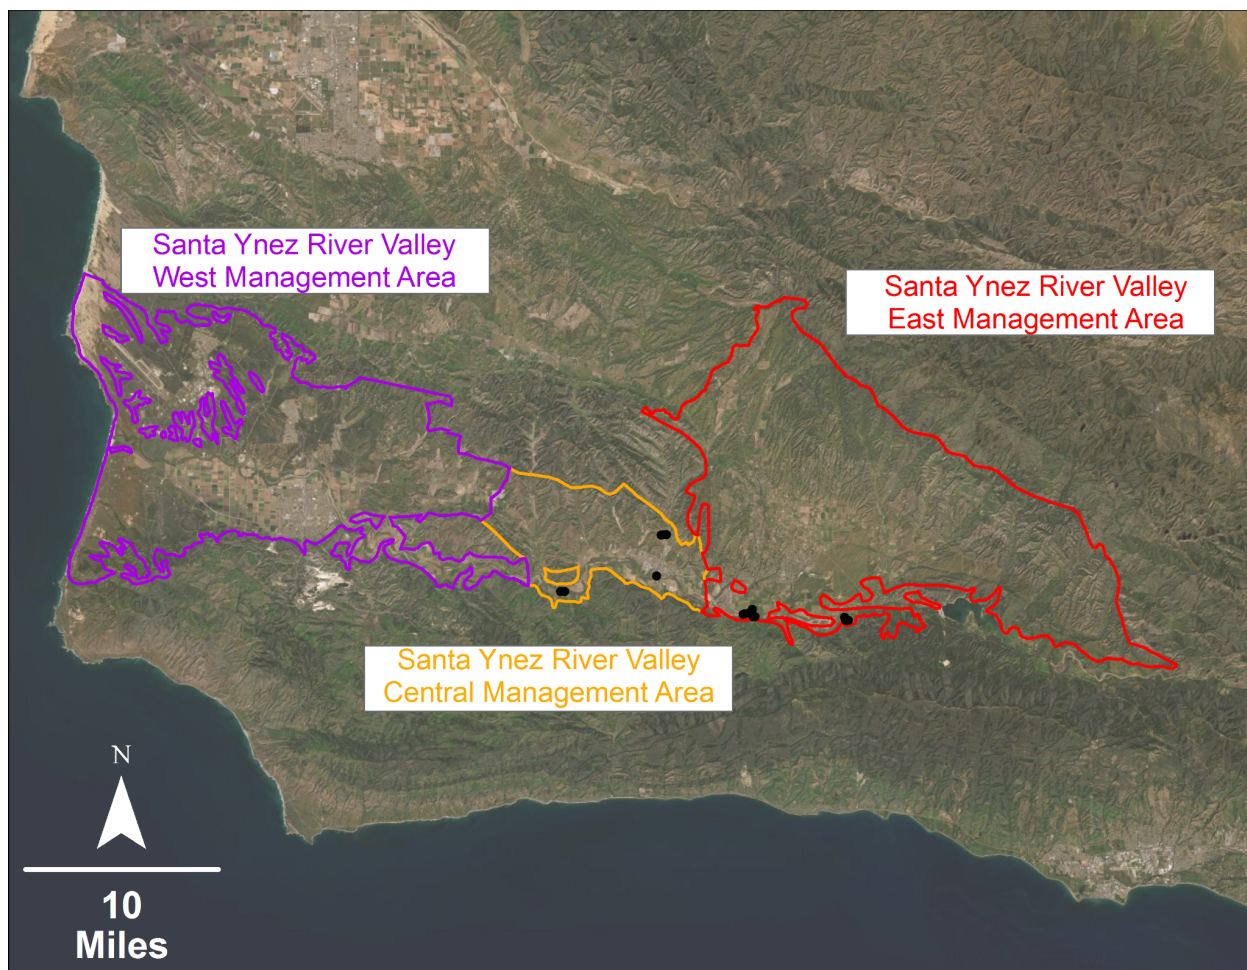 Santa Ynez River Valley
West Management Area
Santa Ynez River Valley
East Management Area
Santa Ynez River Valley
Central Management Area
N
10
Miles